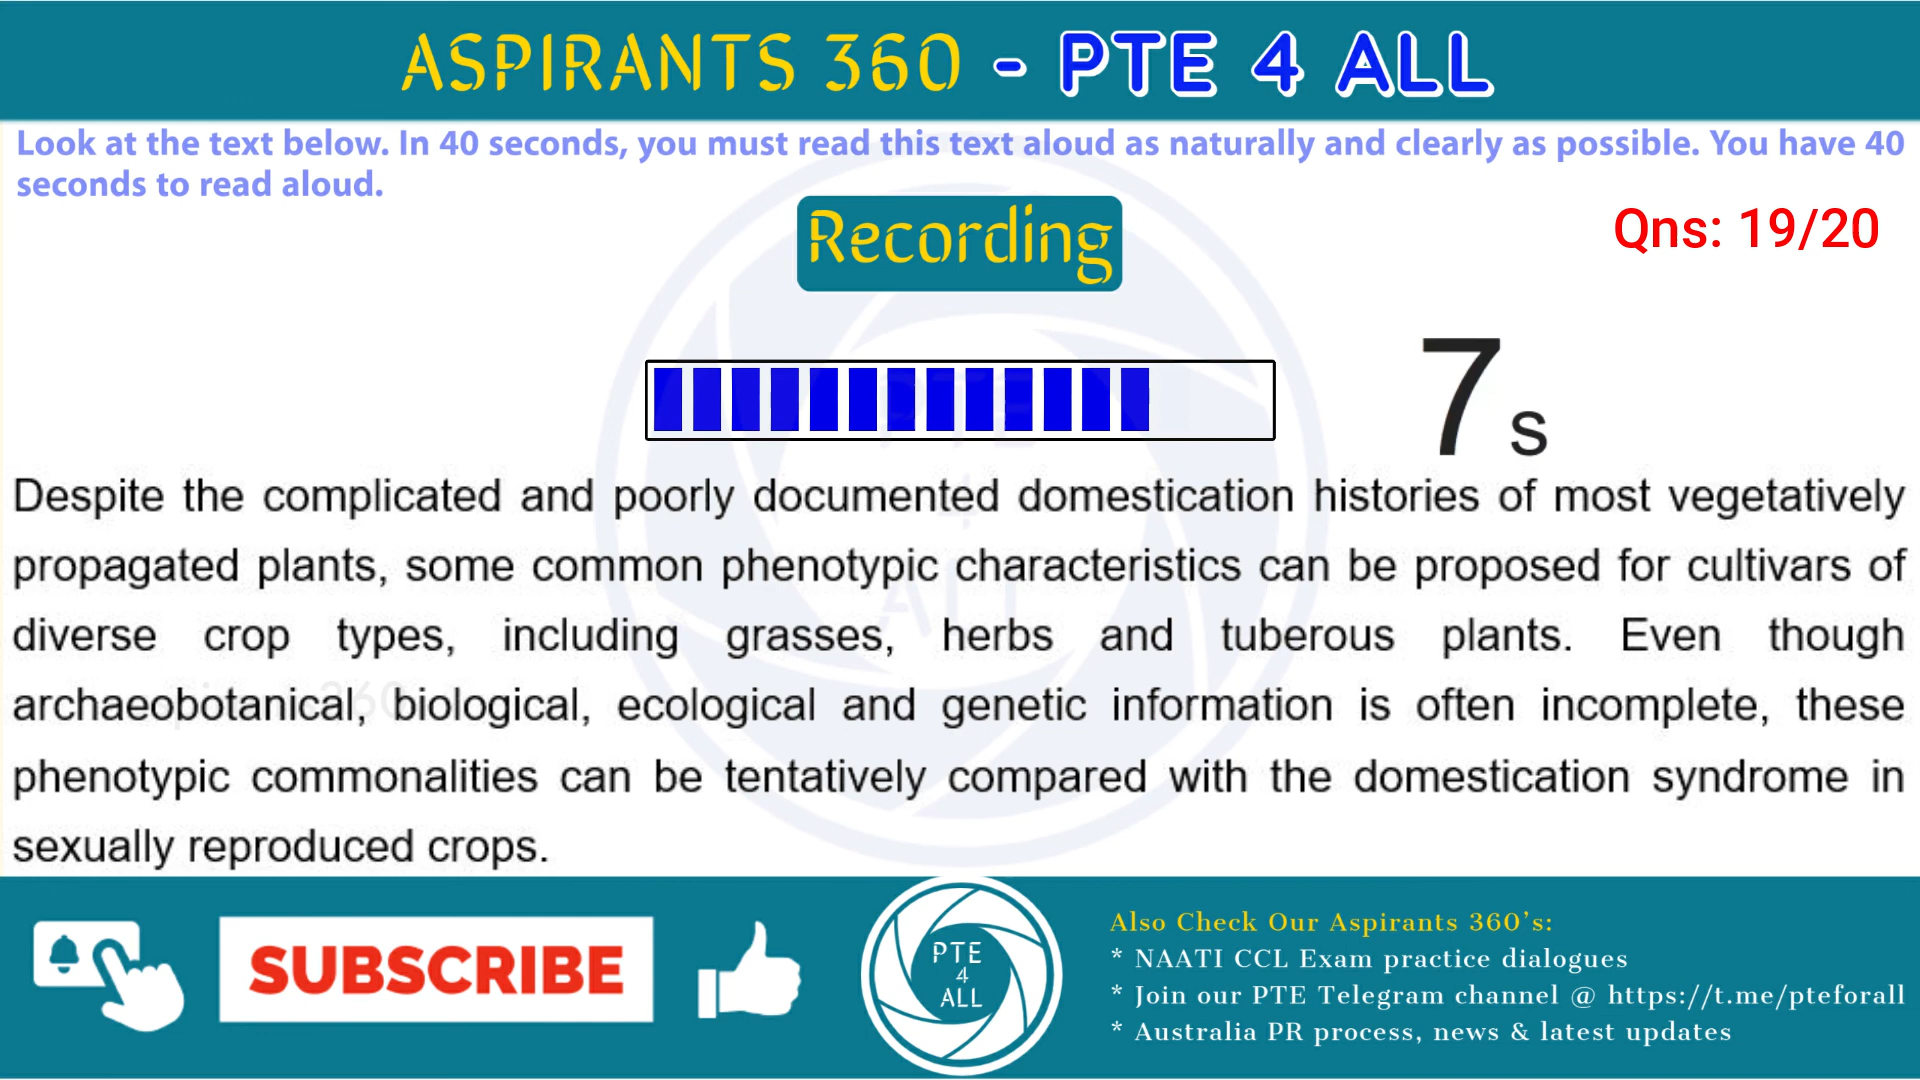 ASPIRANTS 360 - PTE 4 ALL
Look at the text below. In 40 seconds, you must read this text aloud as naturally and clearly as possible. You have 40
seconds to read aloud.
Recording
Qns: 19/20
7s
Despite the complicated and poorly documented domestication histories of most vegetatively
propagated plants, some common phenotypic characteristics can be proposed for cultivars of
diverse crop types, including grasses, herbs and tuberous plants. Even though
archaeobotanical, biological, ecological and genetic information is often incomplete, these
phenotypic commonalities can be tentatively compared with the domestication syndrome in
sexually reproduced crops.
SUBSCRIBE
PTE
4
ALL
Also Check Our Aspirants 360's:
* NAATI CCL Exam practice dialogues
* Join our PTE Telegram channel @ https://t.me/pteforall
* Australia PR process, news & latest updates